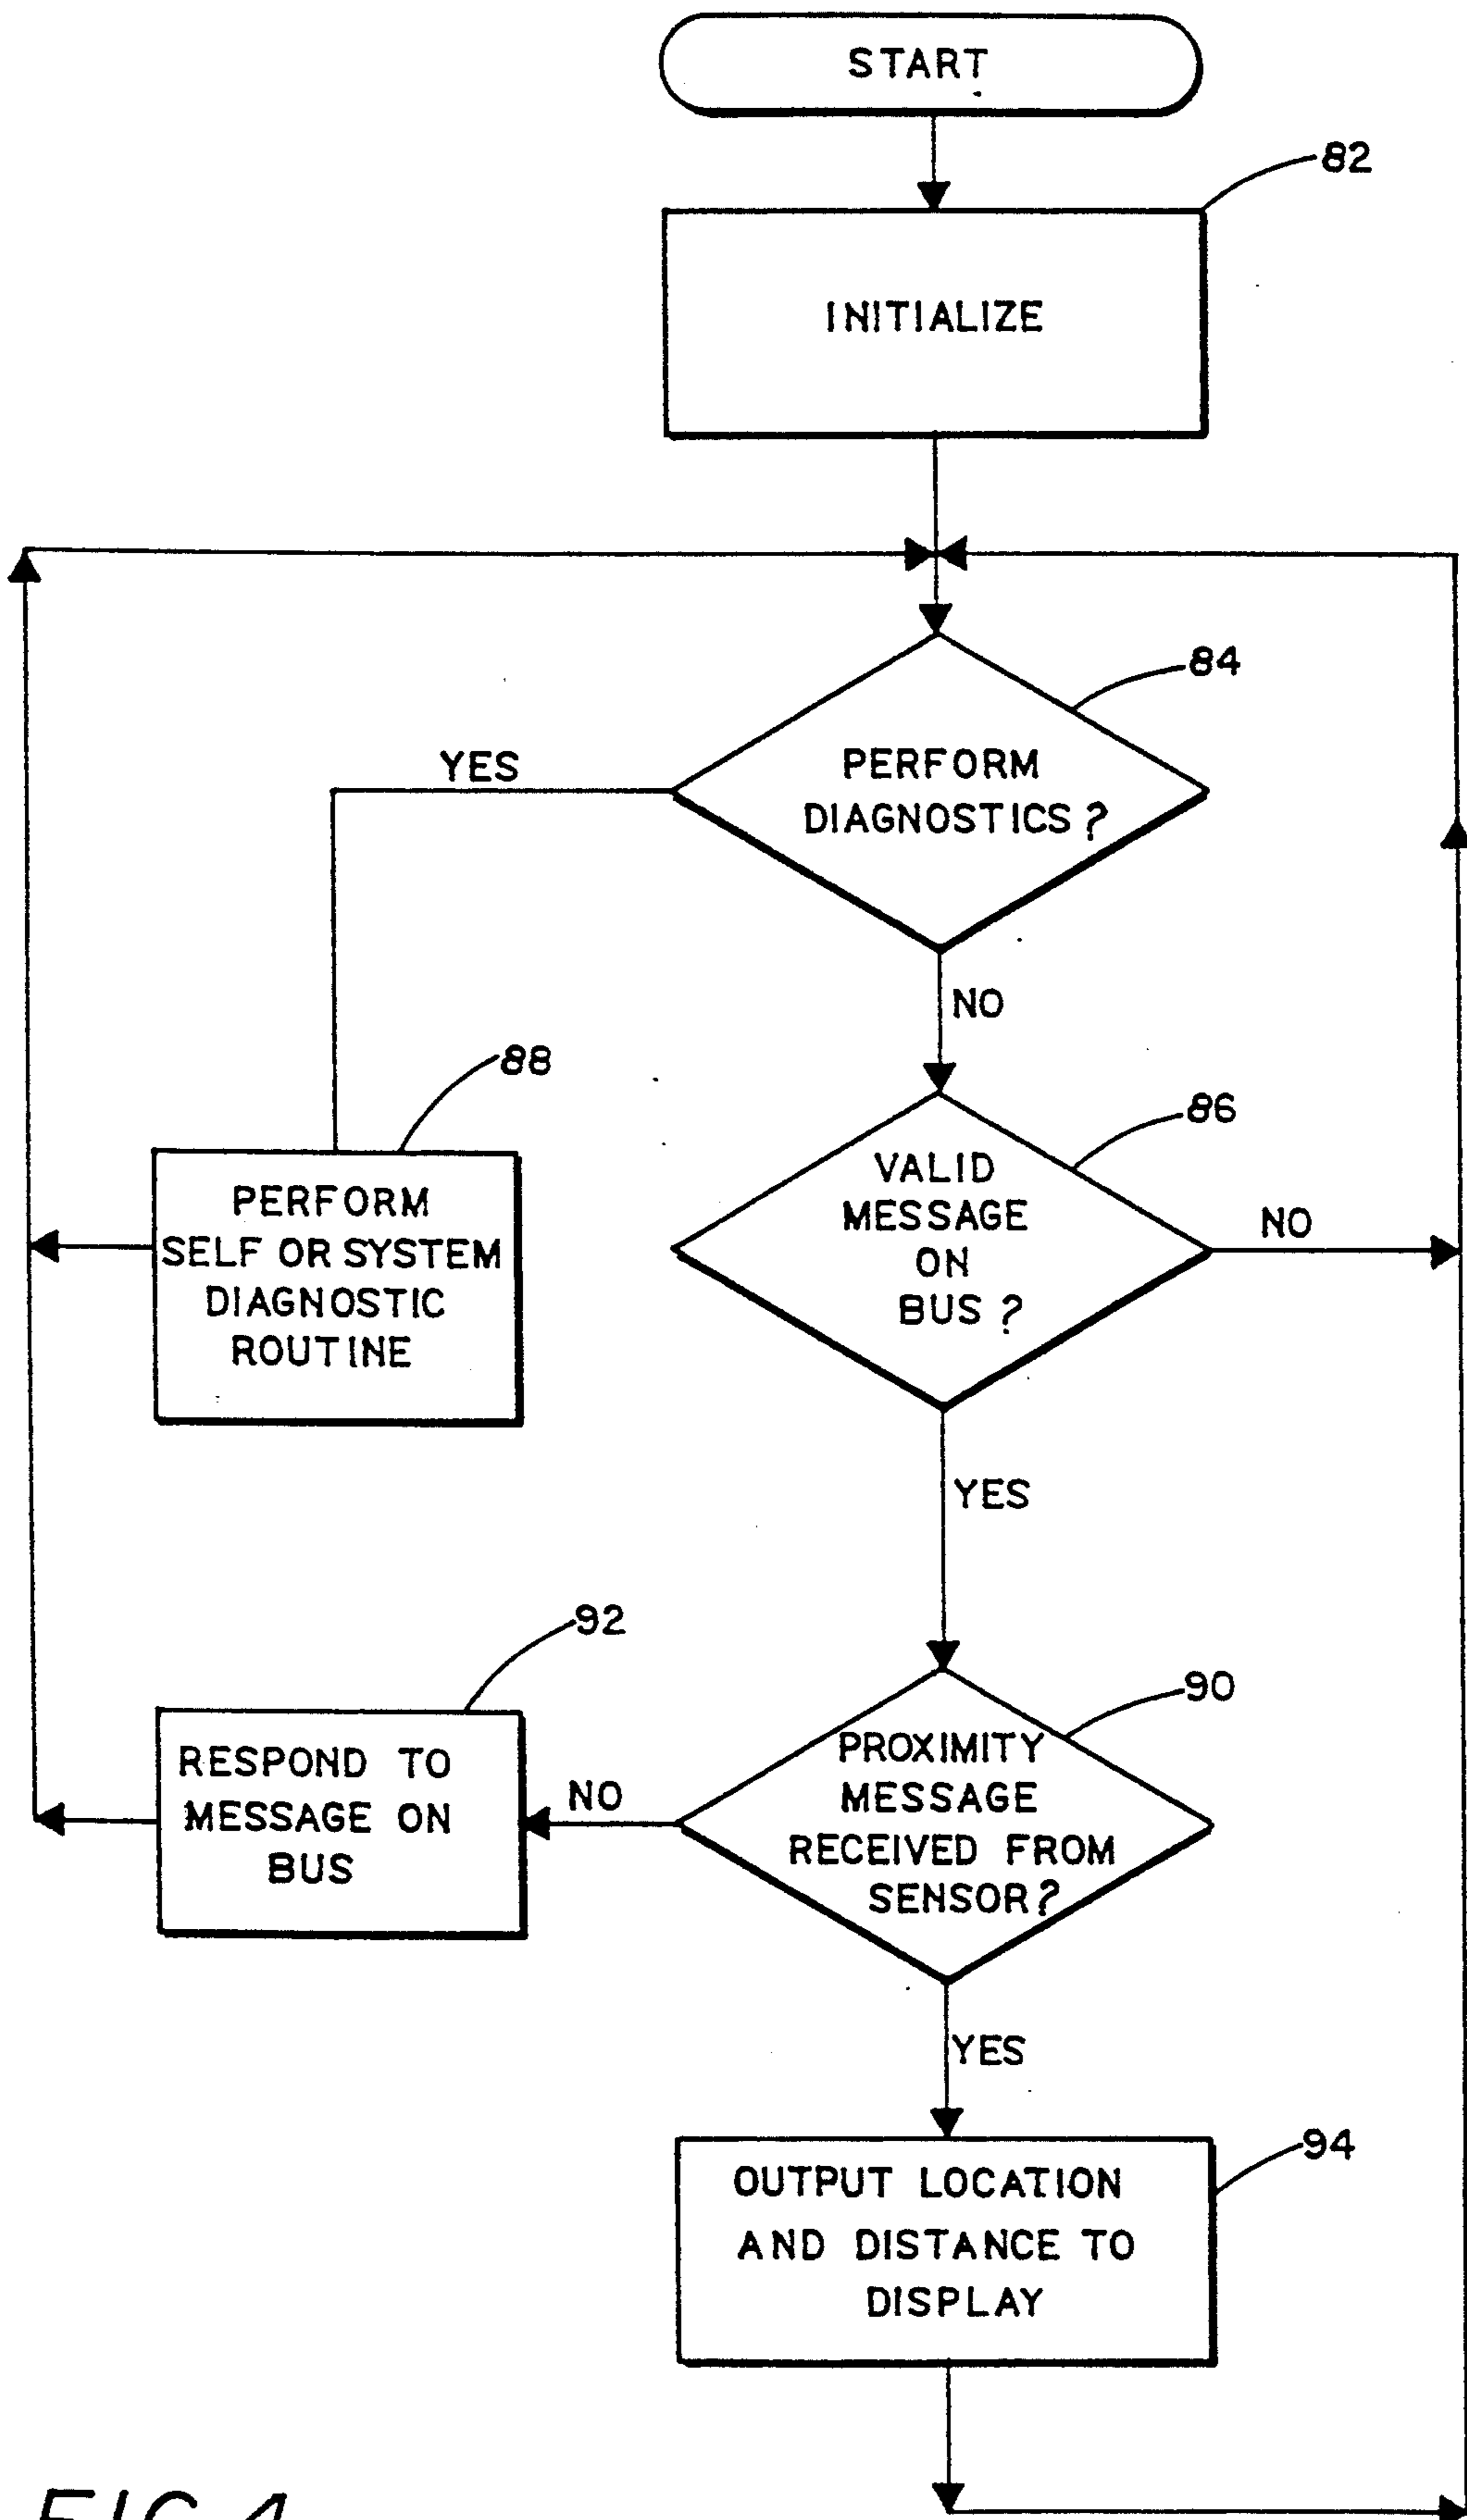 START
82
INITIALIZE
84
PERFORM
DIAGNOSTICS?
YES
NO
88
86
PERFORM
SELF OR SYSTEM
DIAGNOSTIC
ROUTINE
VALID
MESSAGE
ON
BUS?
NO
YES
92
90
RESPOND TO
MESSAGE ON
BUS
NO
PROXIMITY
MESSAGE
RECEIVED FROM
SENSOR?
YES
94
OUTPUT LOCATION
AND DISTANCE TO
DISPLAY
FIG. 4